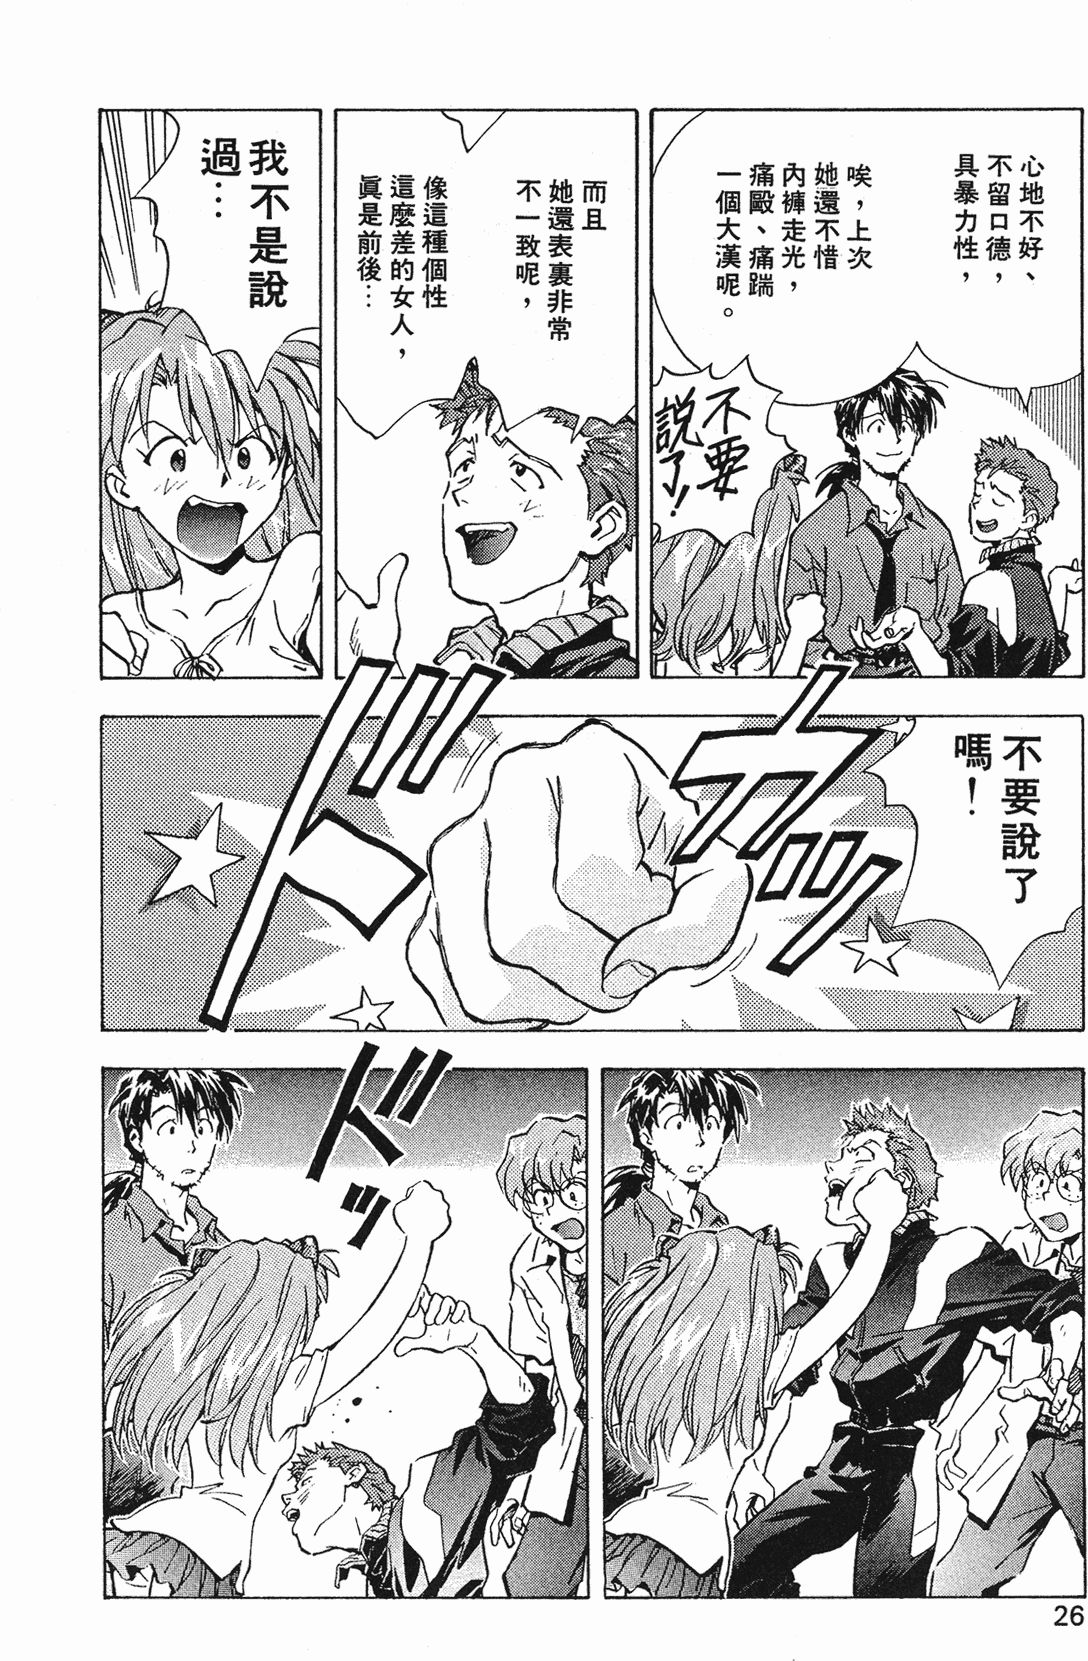 心地不好、
不留口德，
具暴力性，
唉，上次
她還不惜
內褲走光，
痛毆、痛踹
一個大漢呢。
不要
說了！
而且
她還表裏非常
不一致呢，
像這種個性
這麼差的女人，
眞是前後…
我不是說
過…
不要說了
嗎！
ガッ
ドッ
ドッ
26